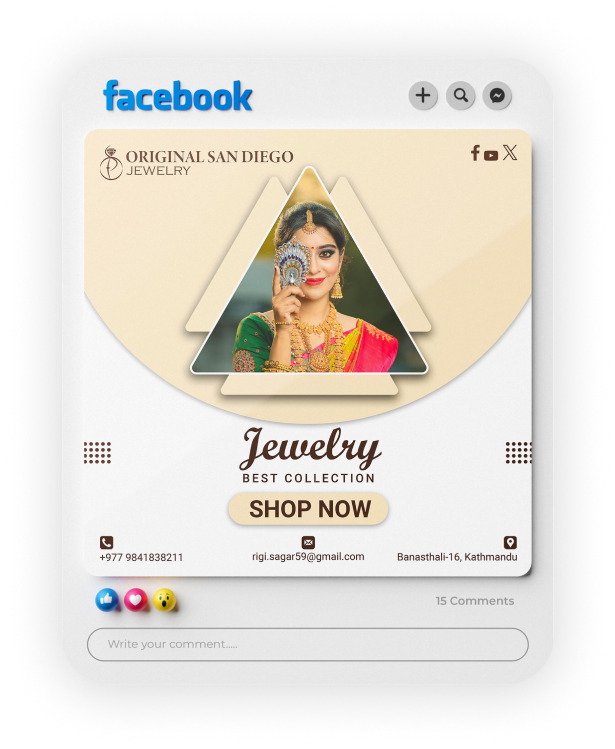 facebook
ORIGINAL SAN DIEGO
JEWELRY
Jewelry
BEST COLLECTION
SHOP NOW
+977 9841838211
rigi.sagar59@gmail.com
Banasthali-16, Kathmandu
15 Comments
Write your comment.....